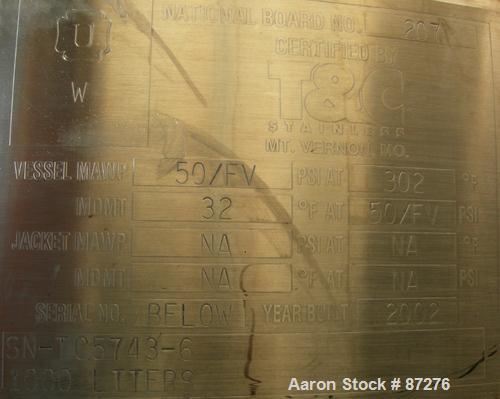 NATIONAL BOARD NO. 207
U
CERTIFIED BY
W
T&C
STAINLESS
MT. VERNON, MO.
VESSEL MAWP 50/FV PSI AT 302 °F
MDMT 32 °F AT 50/FV PSI
JACKET MAWP NA PSI AT NA °F
MDMT NA °F AT NA PSI
SERIAL NO. BELOW YEAR BUILT 2002
SN-TC5743-6
LITERS
Aaron Stock # 87276